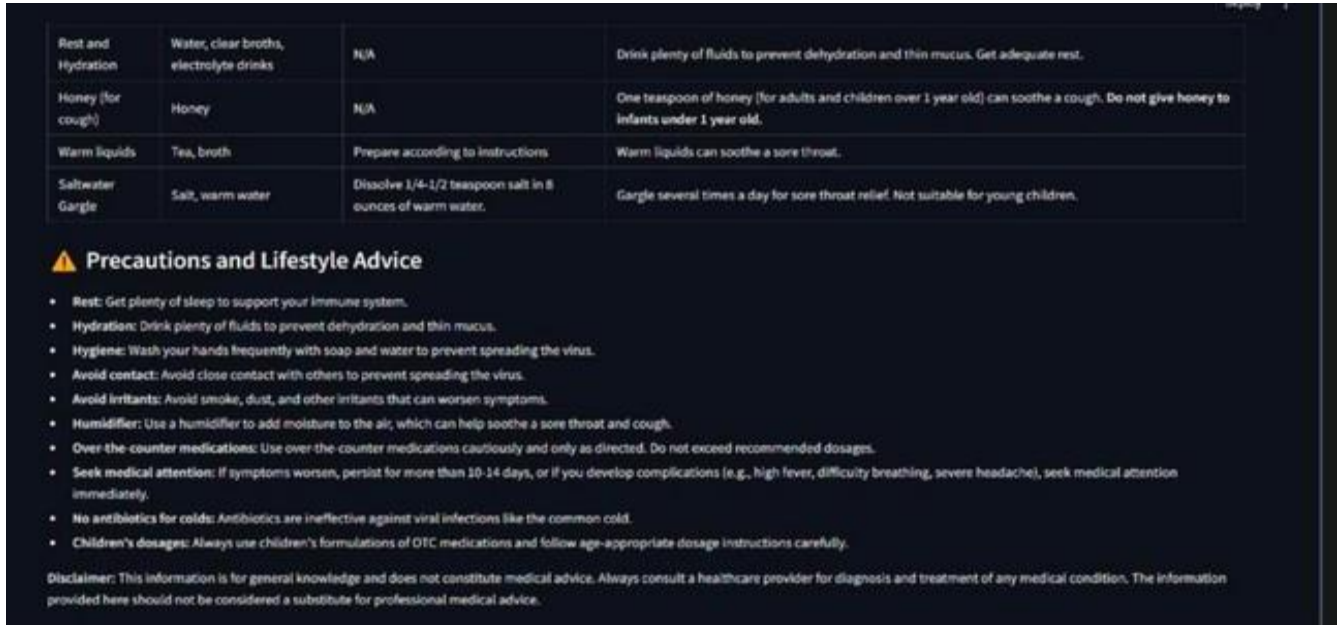 Rest and Hydration
Water, clear broths, electrolyte drinks
N/A
Drink plenty of fluids to prevent dehydration and thin mucus. Get adequate rest.
Honey (for cough)
Honey
N/A
One teaspoon of honey (for adults and children over 1 year old) can soothe a cough. Do not give honey to
infants under 1 year old.
Warm liquids
Tea, broth
Prepare according to instructions
Warm liquids can soothe a sore throat.
Saltwater Gargle
Salt, warm water
Dissolve 1/4-1/2 teaspoon salt in 8
ounces of warm water.
Gargle several times a day for sore throat relief. Not suitable for young children.
⚠ Precautions and Lifestyle Advice
• Rest: Get plenty of sleep to support your immune system.
• Hydration: Drink plenty of fluids to prevent dehydration and thin mucus.
• Hygiene: Wash your hands frequently with soap and water to prevent spreading the virus.
• Avoid contact: Avoid close contact with others to prevent spreading the virus.
• Avoid irritants: Avoid smoke, dust, and other irritants that can worsen symptoms.
• Humidifier: Use a humidifier to add moisture to the air, which can help soothe a sore throat and cough.
• Over-the-counter medications: Use over-the-counter medications cautiously and only as directed. Do not exceed recommended dosages.
• Seek medical attention: If symptoms worsen, persist for more than 10-14 days, or if you develop complications (e.g., high fever, difficulty breathing, severe headache), seek medical attention
immediately.
• No antibiotics for colds: Antibiotics are ineffective against viral infections like the common cold.
• Children's dosages: Always use children's formulations of OTC medications and follow age-appropriate dosage instructions carefully.
Disclaimer: This information is for general knowledge and does not constitute medical advice. Always consult a healthcare provider for diagnosis and treatment of any medical condition. The information
provided here should not be considered a substitute for professional medical advice.